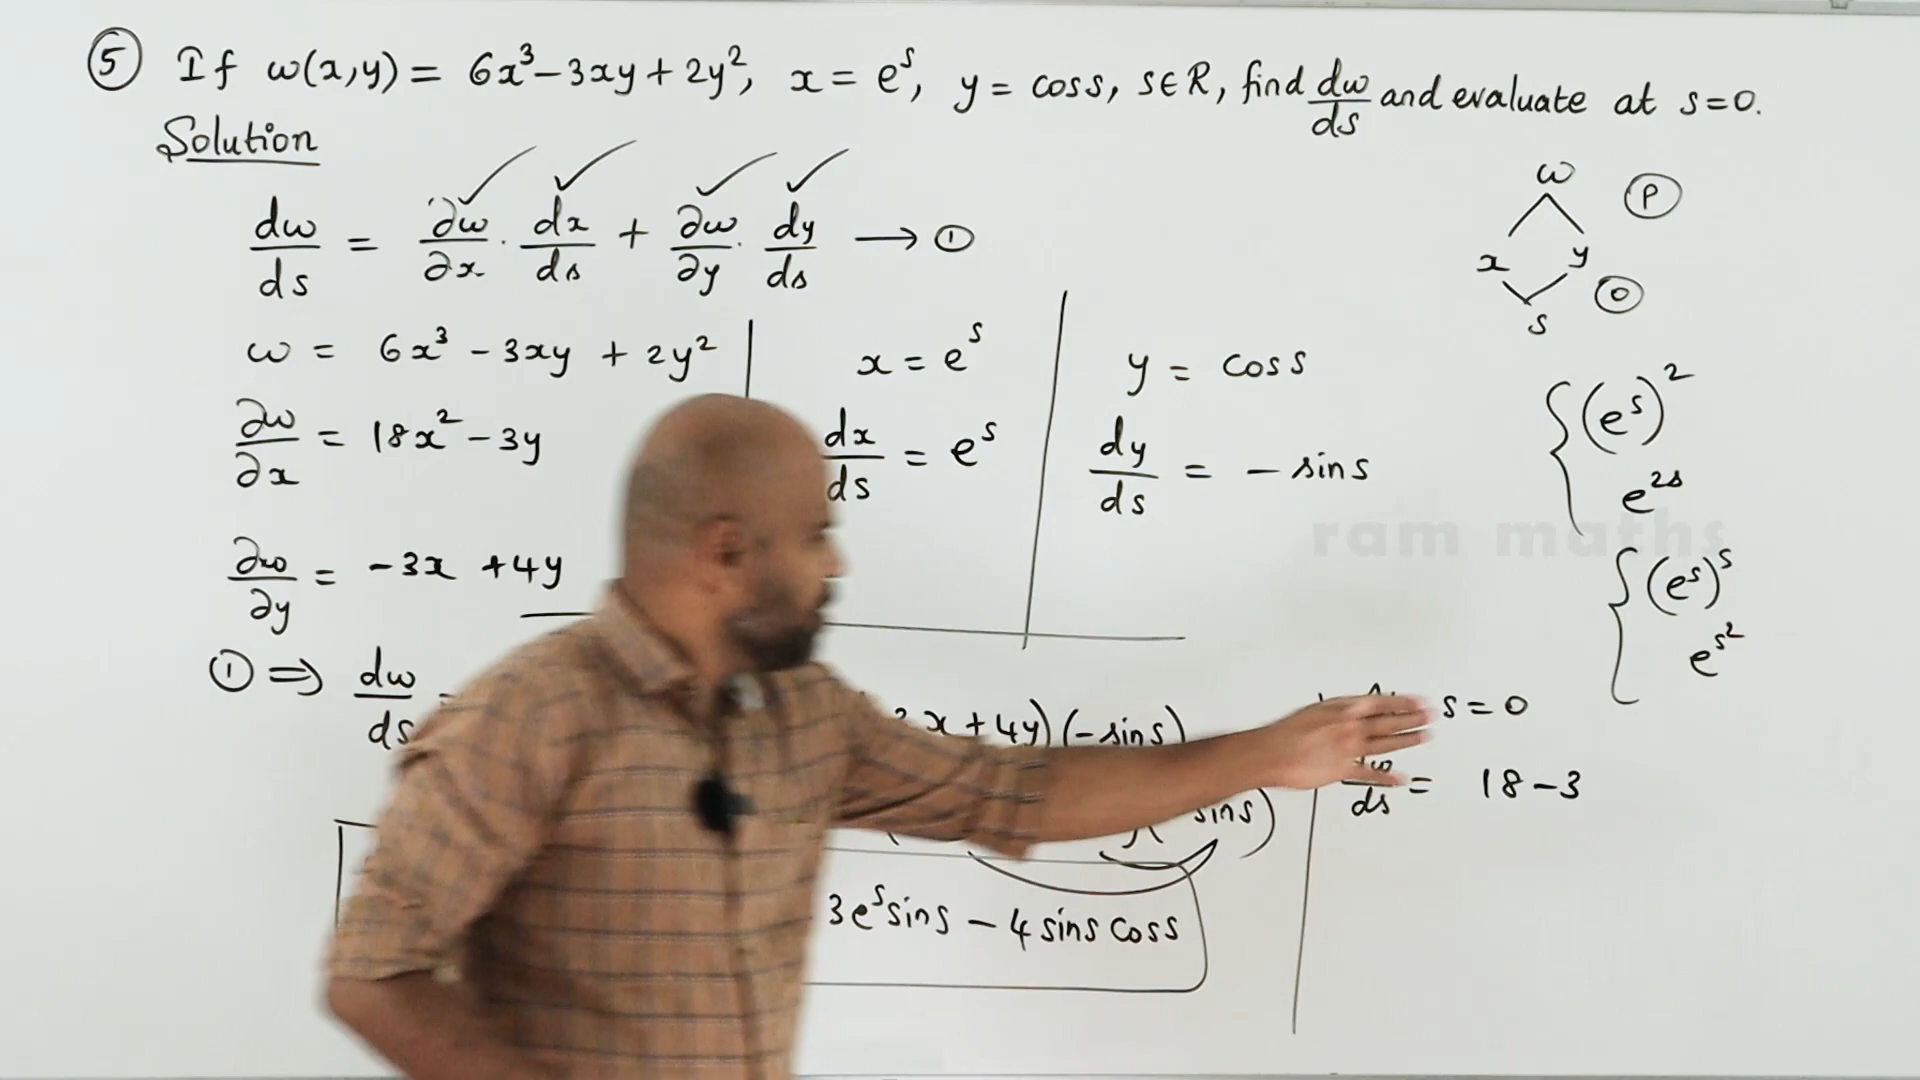 ⑤ If w(x,y) = 6x³ − 3xy + 2y², x = eˢ, y = cos s, s∈R, find dw/ds and evaluate at s=0.
Solution
dw/ds = ∂w/∂x · dx/ds + ∂w/∂y · dy/ds → ①
w
P
x y
O
s
w = 6x³ − 3xy + 2y²
∂w/∂x = 18x² − 3y
∂w/∂y = −3x + 4y
x = eˢ
dx/ds = eˢ
y = cos s
dy/ds = − sin s
(eˢ)²
e²ˢ
(eˢ)ˢ
e^s²
ram maths
① ⇒ dw/ds
x + 4y)(− sin s)
sin s)
3eˢ sin s − 4 sin s cos s
s = 0
dw/ds = 18 − 3